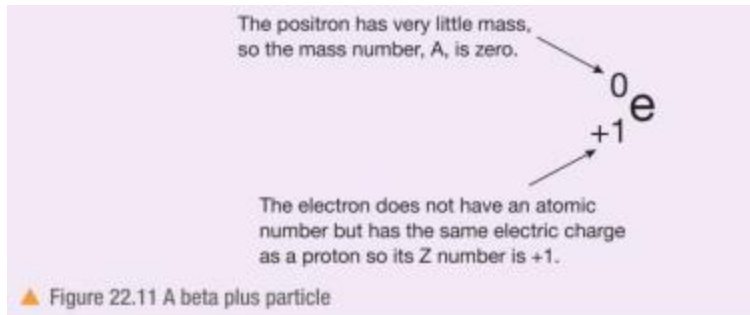 The positron has very little mass,
so the mass number, A, is zero.
0
e
+1
The electron does not have an atomic
number but has the same electric charge
as a proton so its Z number is +1.
Figure 22.11 A beta plus particle